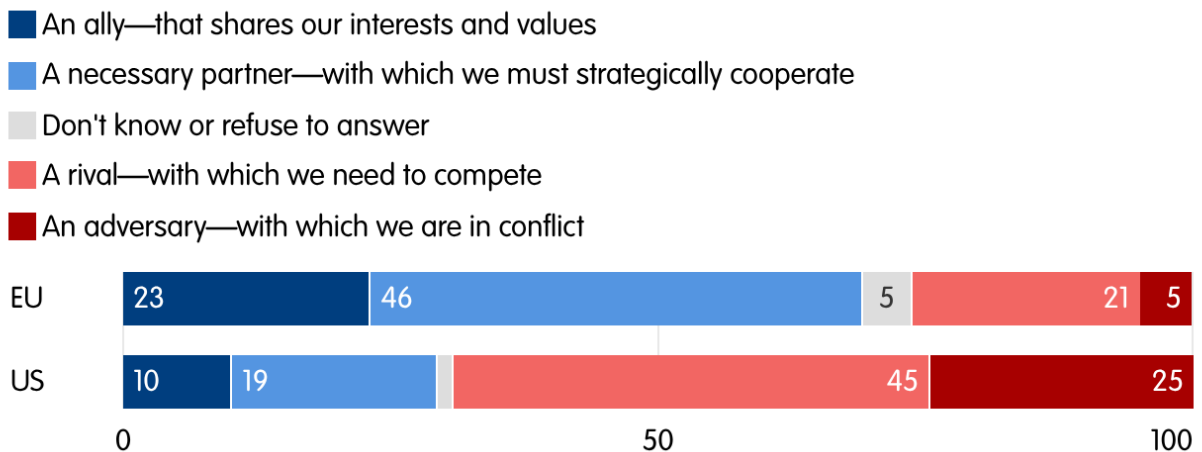 An ally—that shares our interests and values
A necessary partner—with which we must strategically cooperate
Don't know or refuse to answer
A rival—with which we need to compete
An adversary—with which we are in conflict
EU 23 46 5 21 5
US 10 19 45 25
0 50 100